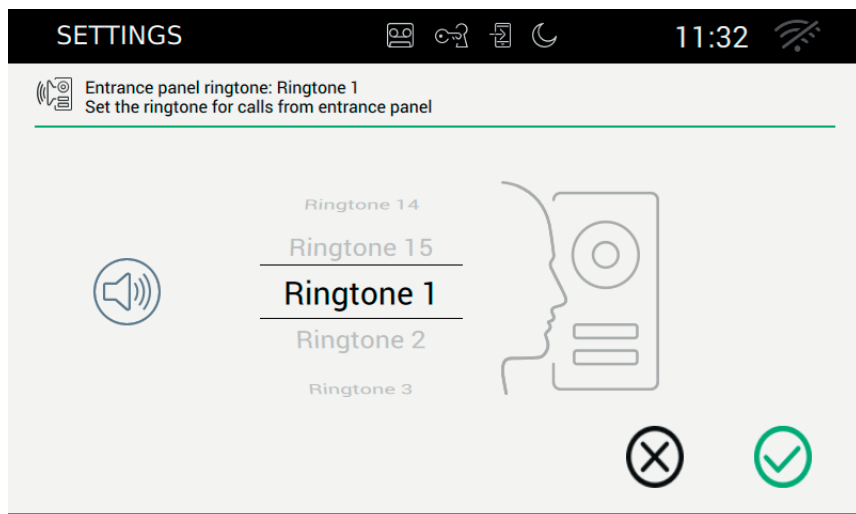 SETTINGS 11:32
Entrance panel ringtone: Ringtone 1
Set the ringtone for calls from entrance panel
Ringtone 14
Ringtone 15
Ringtone 1
Ringtone 2
Ringtone 3